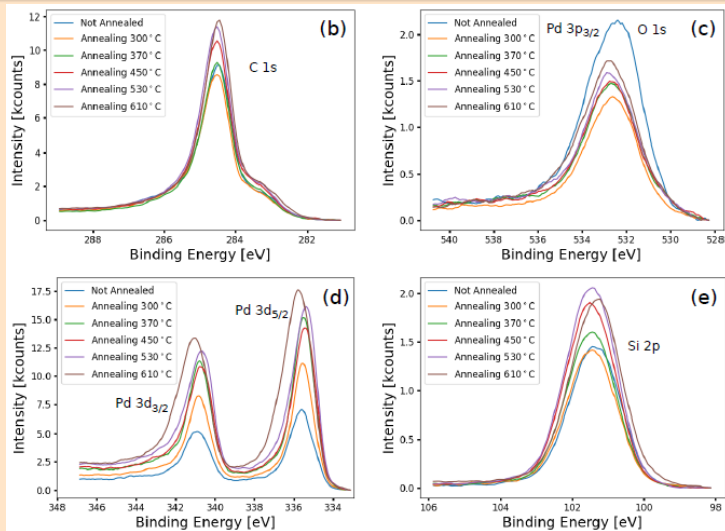 (b)
Not Annealed
Annealing 300°C
Annealing 370°C
Annealing 450°C
Annealing 530°C
Annealing 610°C
C 1s
Intensity [kcounts]
12
10
8
6
4
2
0
288 286 284 282
Binding Energy [eV]
(c)
Not Annealed
Annealing 300°C
Annealing 370°C
Annealing 450°C
Annealing 530°C
Annealing 610°C
Pd 3p3/2
O 1s
Intensity [kcounts]
2.0
1.5
1.0
0.5
0.0
540 538 536 534 532 530 528
Binding Energy [eV]
(d)
Not Annealed
Annealing 300°C
Annealing 370°C
Annealing 450°C
Annealing 530°C
Annealing 610°C
Pd 3d5/2
Pd 3d3/2
Intensity [kcounts]
17.5
15.0
12.5
10.0
7.5
5.0
2.5
0.0
348 346 344 342 340 338 336 334
Binding Energy [eV]
(e)
Not Annealed
Annealing 300°C
Annealing 370°C
Annealing 450°C
Annealing 530°C
Annealing 610°C
Si 2p
Intensity [kcounts]
2.0
1.5
1.0
0.5
0.0
106 104 102 100 98
Binding Energy [eV]